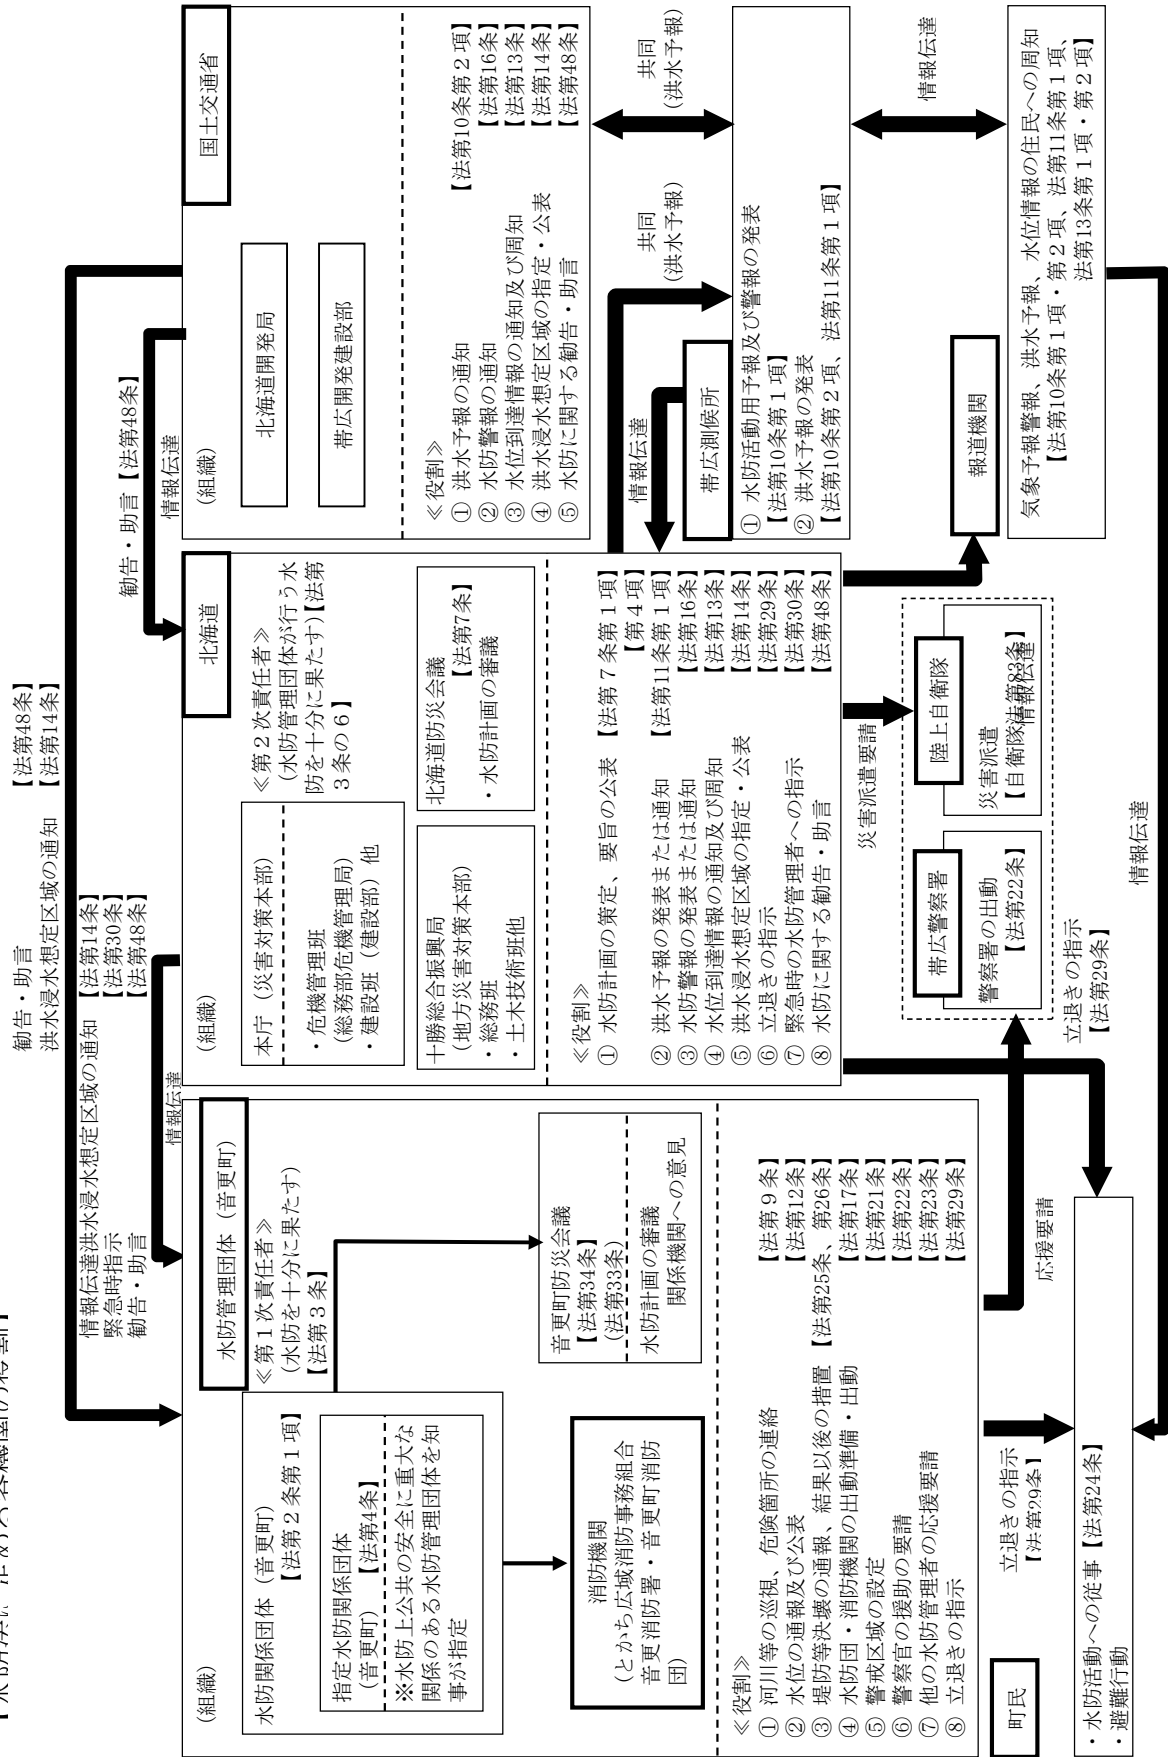 勧告・助言　【法第48条】
洪水浸水想定区域の通知　【法第14条】
情報伝達洪水浸水想定区域の通知　【法第14条】
緊急時指示　【法第30条】
勧告・助言　【法第48条】
情報伝達
勧告・助言【法第48条】
情報伝達
水防管理団体（音更町）
(組織)
≪第１次責任者≫
(水防を十分に果たす)
【法第３条】
水防関係団体（音更町）
【法第２条第１項】
指定水防関係団体
(音更町)　【法第4条】
※水防上公共の安全に重大な
関係のある水防管理団体を知
事が指定
消防機関
(とかち広域消防事務組合
音更消防署・音更町消防
団)
音更町防災会議
【法第34条】
(法第33条)
水防計画の審議
関係機関への意見
≪役割≫
① 河川等の巡視、危険箇所の連絡　【法第９条】
② 水位の通報及び公表　【法第12条】
③ 堤防等決壊の通報、結果以後の措置　【法第25条、第26条】
④ 水防団・消防機関の出動準備・出動　【法第17条】
⑤ 警戒区域の設定　【法第21条】
⑥ 警察官の援助の要請　【法第22条】
⑦ 他の水防管理者の応援要請　【法第23条】
⑧ 立退きの指示　【法第29条】
北海道
(組織)
≪第２次責任者≫
(水防管理団体が行う水
防を十分に果たす)【法第
３条の６】
本庁（災害対策本部）
・危機管理班
(総務部危機管理局)
・建設班（建設部）他
十勝総合振興局
(地方災害対策本部)
・総務班
・土木技術班他
北海道防災会議
【法第7条】
・水防計画の審議
≪役割≫
① 水防計画の策定、要旨の公表　【法第７条第１項】
【第４項】
② 洪水予報の発表または通知　【法第11条第１項】
③ 水防警報の発表または通知　【法第16条】
④ 水位到達情報の通知及び周知　【法第13条】
⑤ 洪水浸水想定区域の指定・公表　【法第14条】
⑥ 立退きの指示　【法第29条】
⑦ 緊急時の水防管理者への指示　【法第30条】
⑧ 水防に関する勧告・助言　【法第48条】
国土交通省
(組織)
北海道開発局
帯広開発建設部
≪役割≫
① 洪水予報の通知　【法第10条第２項】
② 水防警報の通知　【法第16条】
③ 水位到達情報の通知及び周知　【法第13条】
④ 洪水浸水想定区域の指定・公表　【法第14条】
⑤ 水防に関する勧告・助言　【法第48条】
情報伝達
共同
(洪水予報)
共同
(洪水予報)
帯広測候所
① 水防活動用予報及び警報の発表
【法第10条第１項】
② 洪水予報の発表
【法第10条第２項、法第11条第１項】
情報伝達
報道機関
気象予報警報、洪水予報、水位情報の住民への周知
【法第10条第１項・第２項、法第11条第１項、
法第13条第１項・第２項】
災害派遣要請
帯広警察署
警察署の出動
【法第22条】
陸上自衛隊
災害派遣
【自衛隊法第83条】
情報伝達
立退きの指示
【法第29条】
応援要請
立退きの指示
【法第29条】
情報伝達
町民
・水防活動への従事【法第24条】
・避難行動